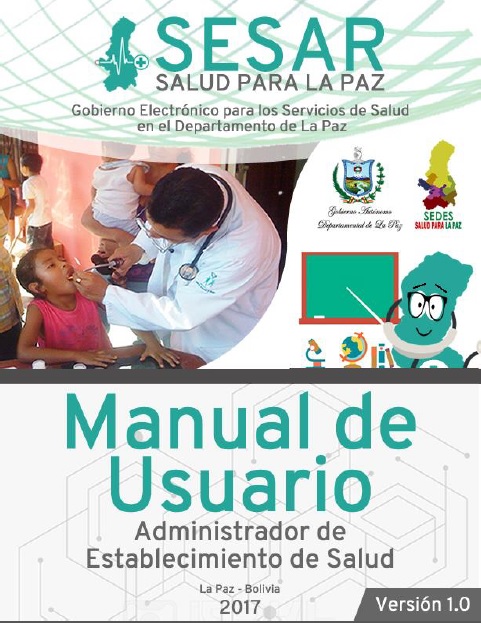 SESAR
SALUD PARA LA PAZ
Gobierno Electrónico para los Servicios de Salud
en el Departamento de La Paz
Gobierno Autónomo
Departamental de La Paz
SEDES
SALUD PARA LA PAZ
Manual de
Usuario
Administrador de
Establecimiento de Salud
La Paz - Bolivia
2017
Versión 1.0